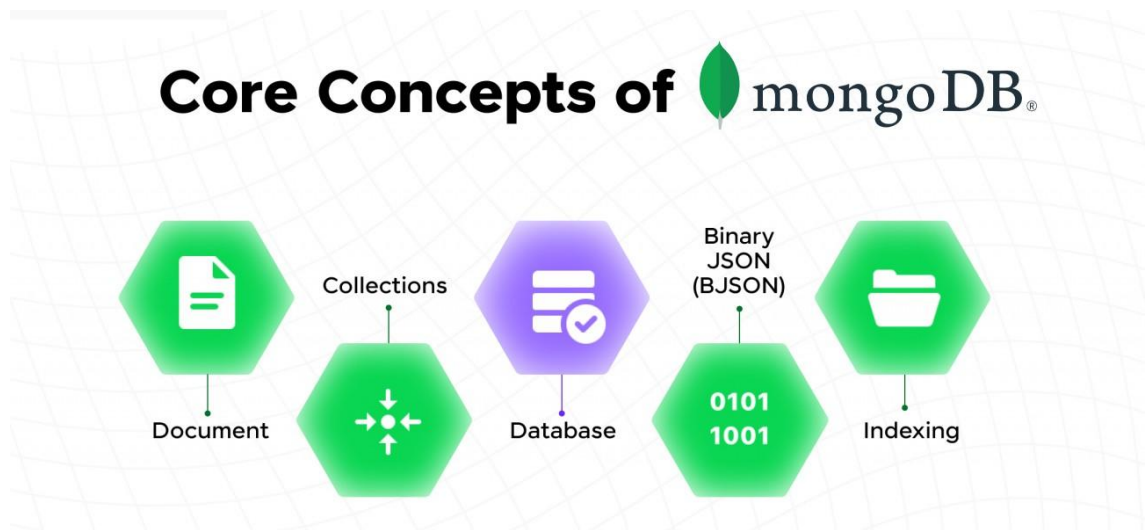 Core Concepts of mongoDB®
Document
Collections
Database
Binary
JSON
(BJSON)
0101
1001
Indexing